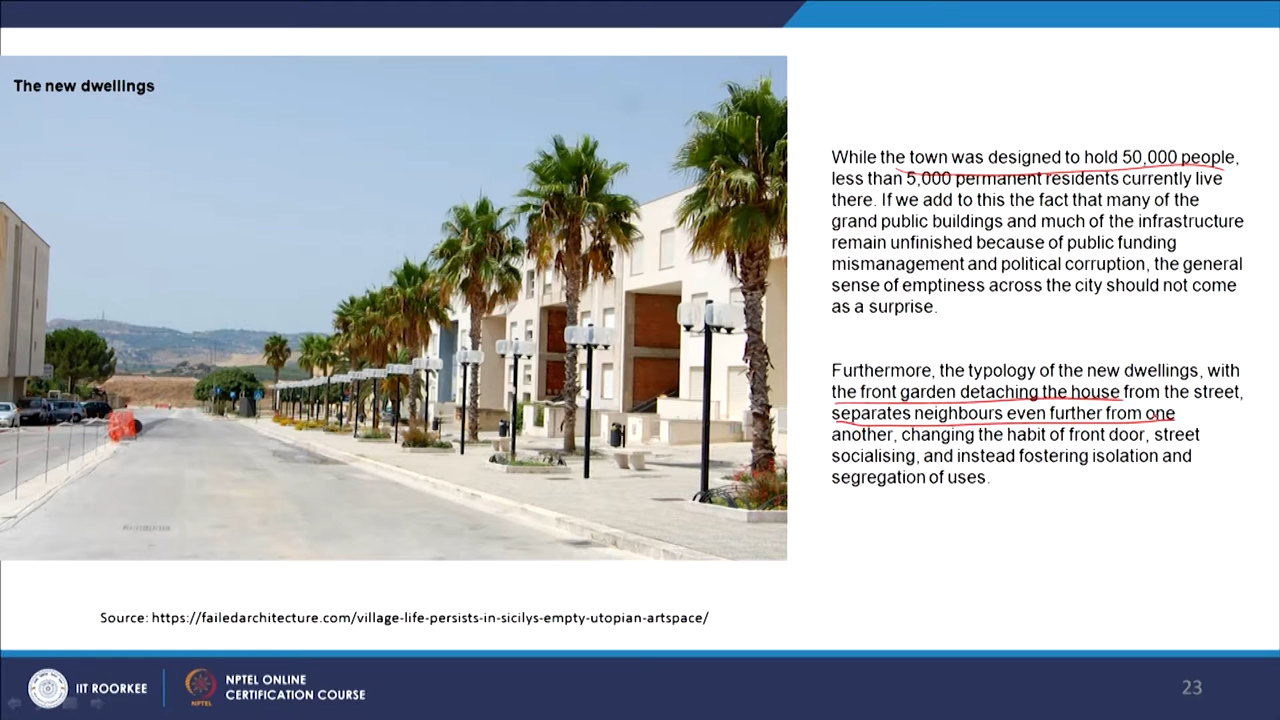 The new dwellings
While the town was designed to hold 50,000 people,
less than 5,000 permanent residents currently live
there. If we add to this the fact that many of the
grand public buildings and much of the infrastructure
remain unfinished because of public funding
mismanagement and political corruption, the general
sense of emptiness across the city should not come
as a surprise.
Furthermore, the typology of the new dwellings, with
the front garden detaching the house from the street,
separates neighbours even further from one
another, changing the habit of front door, street
socialising, and instead fostering isolation and
segregation of uses.
Source: https://failedarchitecture.com/village-life-persists-in-sicilys-empty-utopian-artspace/
IIT ROORKEE
NPTEL ONLINE
CERTIFICATION COURSE
NPTEL
23